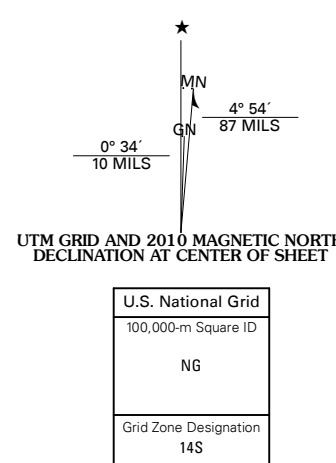 ★
MN
GN
4° 54´
87 MILS
0° 34´
10 MILS
UTM GRID AND 2010 MAGNETIC NORTH
DECLINATION AT CENTER OF SHEET
U.S. National Grid
100,000-m Square ID
NG
Grid Zone Designation
14S